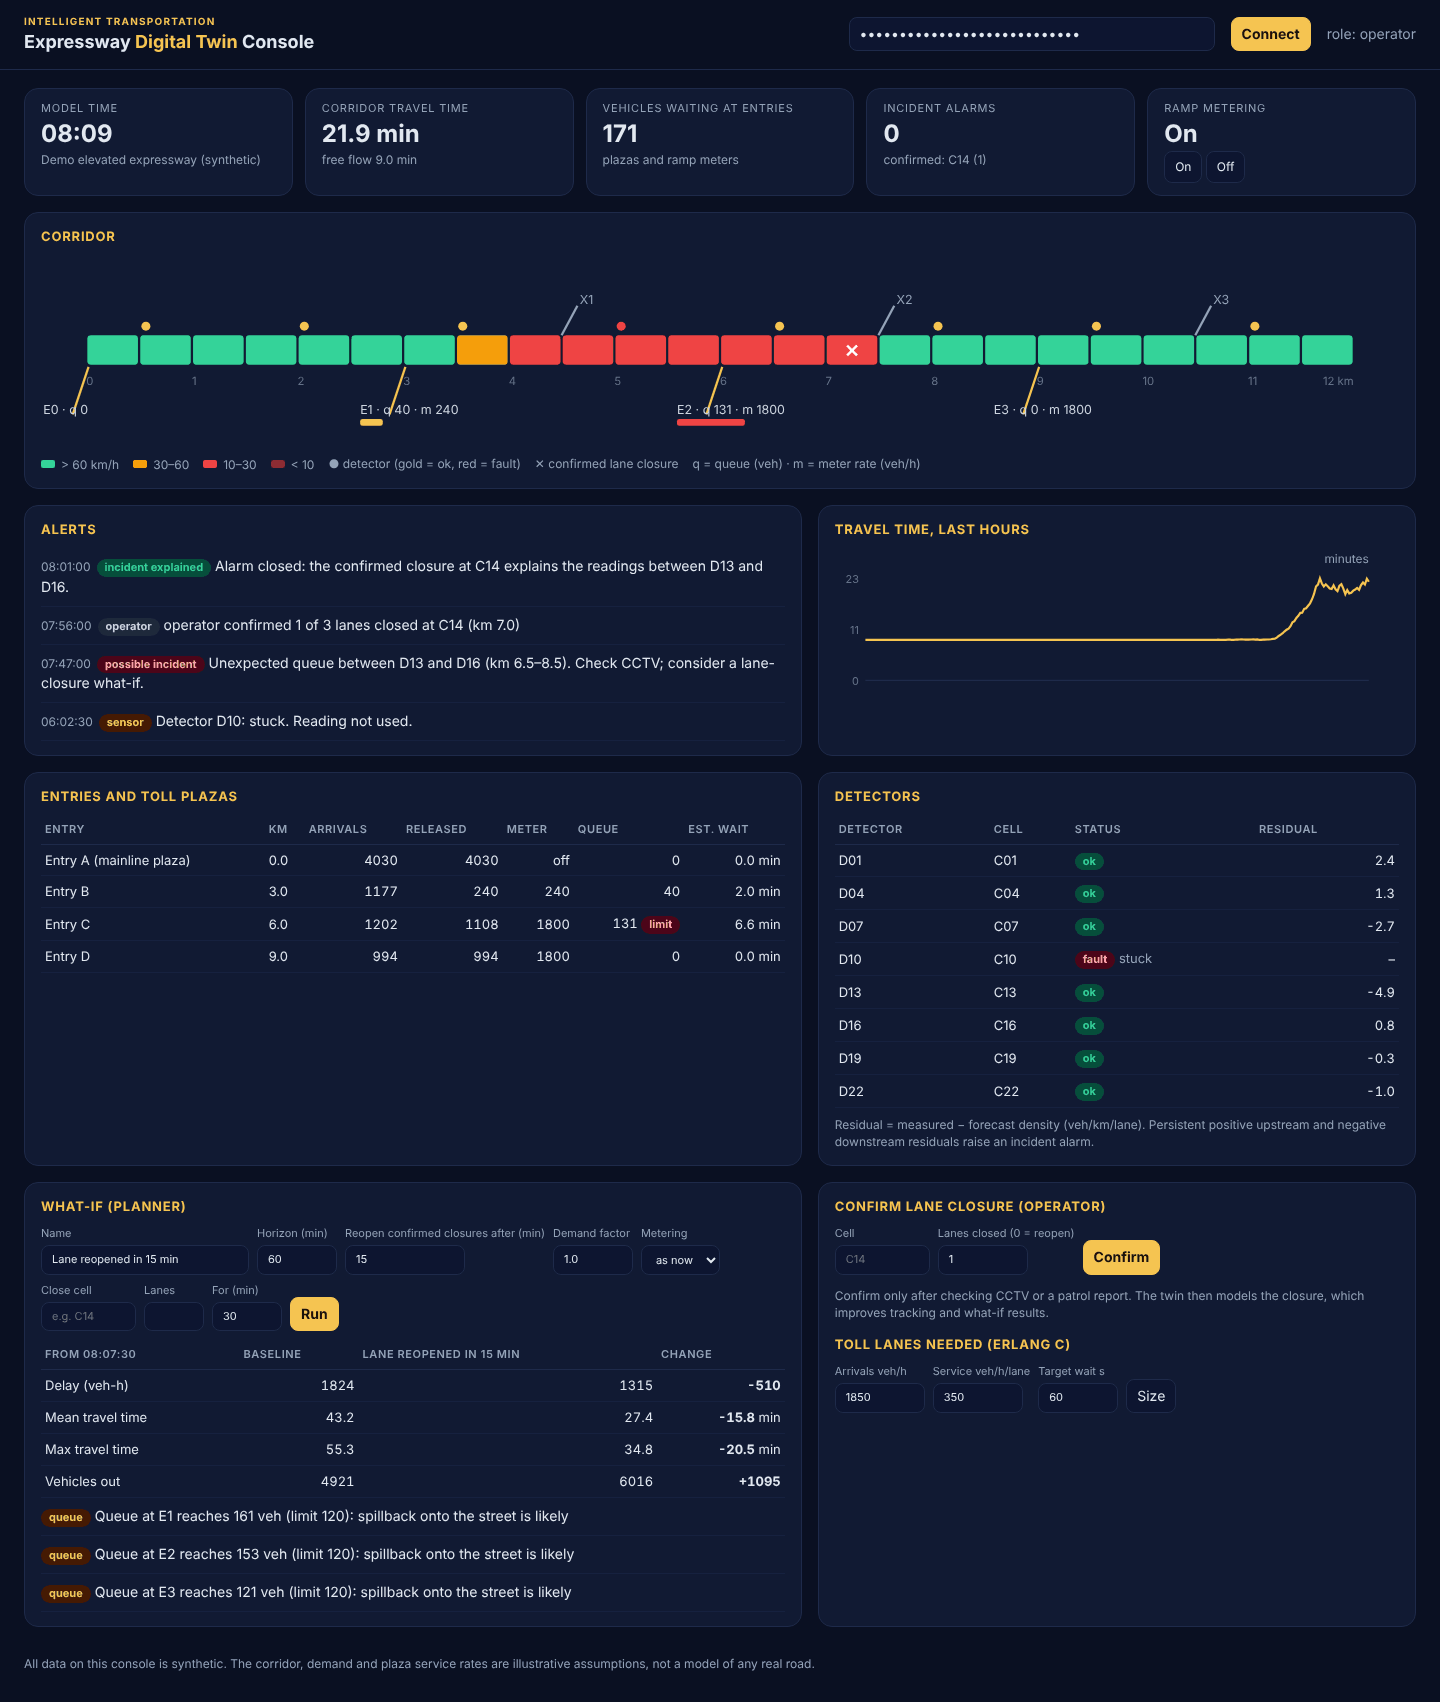 INTELLIGENT TRANSPORTATION
Expressway Digital Twin Console
••••••••••••••••••••••••••••
Connect
role: operator
MODEL TIME
08:09
Demo elevated expressway (synthetic)
CORRIDOR TRAVEL TIME
21.9 min
free flow 9.0 min
VEHICLES WAITING AT ENTRIES
171
plazas and ramp meters
INCIDENT ALARMS
0
confirmed: C14 (1)
RAMP METERING
On
On Off
CORRIDOR
X1 X2 X3
✕
0 1 2 3 4 5 6 7 8 9 10 11 12 km
E0 · q 0 E1 · q 40 · m 240 E2 · q 131 · m 1800 E3 · q 0 · m 1800
> 60 km/h 30–60 10–30 < 10 detector (gold = ok, red = fault) ✕ confirmed lane closure q = queue (veh) · m = meter rate (veh/h)
ALERTS
08:01:00 incident explained Alarm closed: the confirmed closure at C14 explains the readings between D13 and
D16.
07:56:00 operator operator confirmed 1 of 3 lanes closed at C14 (km 7.0)
07:47:00 possible incident Unexpected queue between D13 and D16 (km 6.5–8.5). Check CCTV; consider a lane-
closure what-if.
06:02:30 sensor Detector D10: stuck. Reading not used.
TRAVEL TIME, LAST HOURS
minutes
23
11
0
ENTRIES AND TOLL PLAZAS
ENTRY KM ARRIVALS RELEASED METER QUEUE EST. WAIT
Entry A (mainline plaza) 0.0 4030 4030 off 0 0.0 min
Entry B 3.0 1177 240 240 40 2.0 min
Entry C 6.0 1202 1108 1800 131 limit 6.6 min
Entry D 9.0 994 994 1800 0 0.0 min
DETECTORS
DETECTOR CELL STATUS RESIDUAL
D01 C01 ok 2.4
D04 C04 ok 1.3
D07 C07 ok -2.7
D10 C10 fault stuck –
D13 C13 ok -4.9
D16 C16 ok 0.8
D19 C19 ok -0.3
D22 C22 ok -1.0
Residual = measured − forecast density (veh/km/lane). Persistent positive upstream and negative
downstream residuals raise an incident alarm.
WHAT-IF (PLANNER)
Name Horizon (min) Reopen confirmed closures after (min) Demand factor Metering
Lane reopened in 15 min 60 15 1.0 as now
Close cell Lanes For (min)
e.g. C14 30 Run
FROM 08:07:30 BASELINE LANE REOPENED IN 15 MIN CHANGE
Delay (veh-h) 1824 1315 -510
Mean travel time 43.2 27.4 -15.8 min
Max travel time 55.3 34.8 -20.5 min
Vehicles out 4921 6016 +1095
queue Queue at E1 reaches 161 veh (limit 120): spillback onto the street is likely
queue Queue at E2 reaches 153 veh (limit 120): spillback onto the street is likely
queue Queue at E3 reaches 121 veh (limit 120): spillback onto the street is likely
CONFIRM LANE CLOSURE (OPERATOR)
Cell Lanes closed (0 = reopen)
C14 1 Confirm
Confirm only after checking CCTV or a patrol report. The twin then models the closure, which
improves tracking and what-if results.
TOLL LANES NEEDED (ERLANG C)
Arrivals veh/h Service veh/h/lane Target wait s
1850 350 60 Size
All data on this console is synthetic. The corridor, demand and plaza service rates are illustrative assumptions, not a model of any real road.